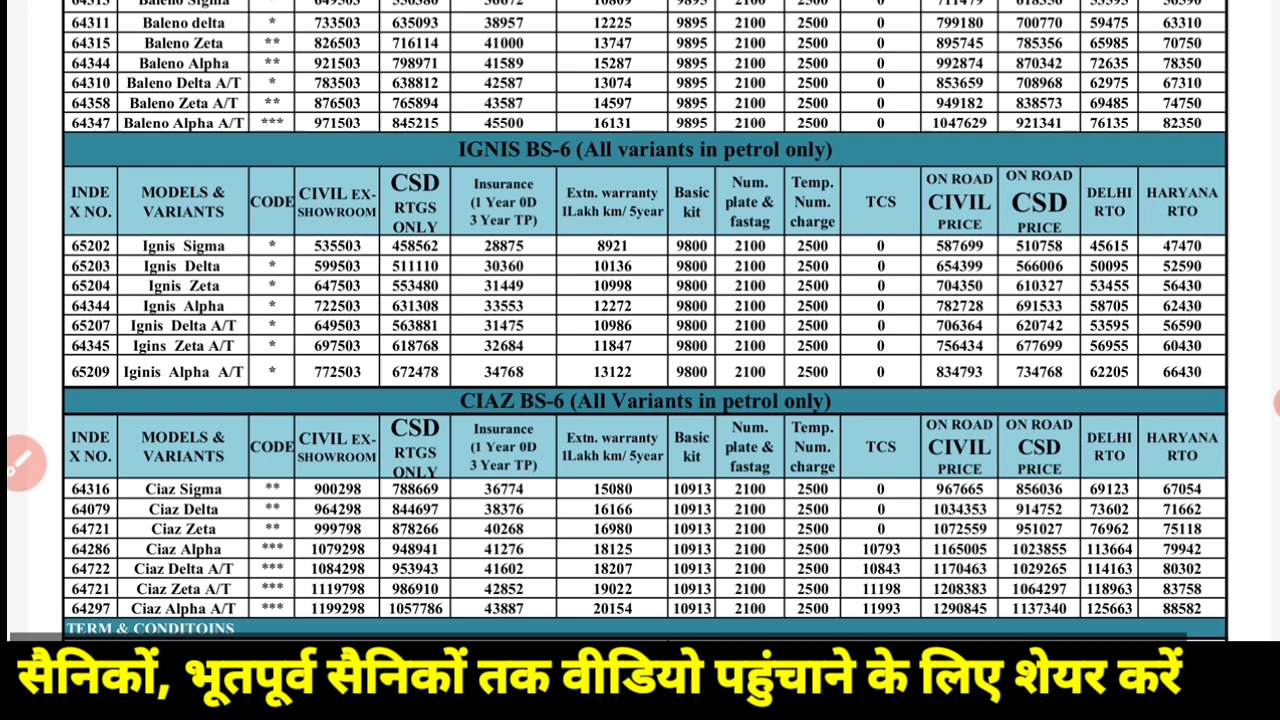 64311 Baleno delta * 733503 635093 38957 12225 9895 2100 2500 0 799180 700770 59475 63310
64315 Baleno Zeta ** 826503 716114 41000 13747 9895 2100 2500 0 895745 785356 65985 70750
64344 Baleno Alpha ** 921503 798971 41589 15287 9895 2100 2500 0 992874 870342 72635 78350
64310 Baleno Delta A/T * 783503 638812 42587 13074 9895 2100 2500 0 853659 708968 62975 67310
64358 Baleno Zeta A/T ** 876503 765894 43587 14597 9895 2100 2500 0 949182 838573 69485 74750
64347 Baleno Alpha A/T *** 971503 845215 45500 16131 9895 2100 2500 0 1047629 921341 76135 82350
IGNIS BS-6 (All variants in petrol only)
INDE X NO. MODELS & VARIANTS CODE CIVIL EX-SHOWROOM CSD RTGS ONLY Insurance (1 Year 0D 3 Year TP) Extn. warranty 1Lakh km/ 5year Basic kit Num. plate & fastag Temp. Num. charge TCS ON ROAD CIVIL PRICE ON ROAD CSD PRICE DELHI RTO HARYANA RTO
65202 Ignis Sigma * 535503 458562 28875 8921 9800 2100 2500 0 587699 510758 45615 47470
65203 Ignis Delta * 599503 511110 30360 10136 9800 2100 2500 0 654399 566006 50095 52590
65204 Ignis Zeta * 647503 553480 31449 10998 9800 2100 2500 0 704350 610327 53455 56430
64344 Ignis Alpha * 722503 631308 33553 12272 9800 2100 2500 0 782728 691533 58705 62430
65207 Ignis Delta A/T * 649503 563881 31475 10986 9800 2100 2500 0 706364 620742 53595 56590
64345 Igins Zeta A/T * 697503 618768 32684 11847 9800 2100 2500 0 756434 677699 56955 60430
65209 Iginis Alpha A/T * 772503 672478 34768 13122 9800 2100 2500 0 834793 734768 62205 66430
CIAZ BS-6 (All Variants in petrol only)
INDE X NO. MODELS & VARIANTS CODE CIVIL EX-SHOWROOM CSD RTGS ONLY Insurance (1 Year 0D 3 Year TP) Extn. warranty 1Lakh km/ 5year Basic kit Num. plate & fastag Temp. Num. charge TCS ON ROAD CIVIL PRICE ON ROAD CSD PRICE DELHI RTO HARYANA RTO
64316 Ciaz Sigma ** 900298 788669 36774 15080 10913 2100 2500 0 967665 856036 69123 67054
64079 Ciaz Delta ** 964298 844697 38376 16166 10913 2100 2500 0 1034353 914752 73602 71662
64721 Ciaz Zeta ** 999798 878266 40268 16980 10913 2100 2500 0 1072559 951027 76962 75118
64286 Ciaz Alpha *** 1079298 948941 41276 18125 10913 2100 2500 10793 1165005 1023855 113664 79942
64722 Ciaz Delta A/T *** 1084298 953943 41602 18207 10913 2100 2500 10843 1170463 1029265 114163 80302
64721 Ciaz Zeta A/T *** 1119798 986910 42852 19022 10913 2100 2500 11198 1208383 1064297 118963 83758
64297 Ciaz Alpha A/T *** 1199298 1057786 43887 20154 10913 2100 2500 11993 1290845 1137340 125663 88582
TERM & CONDITOINS
सैनिकों, भूतपूर्व सैनिकों तक वीडियो पहुंचाने के लिए शेयर करें